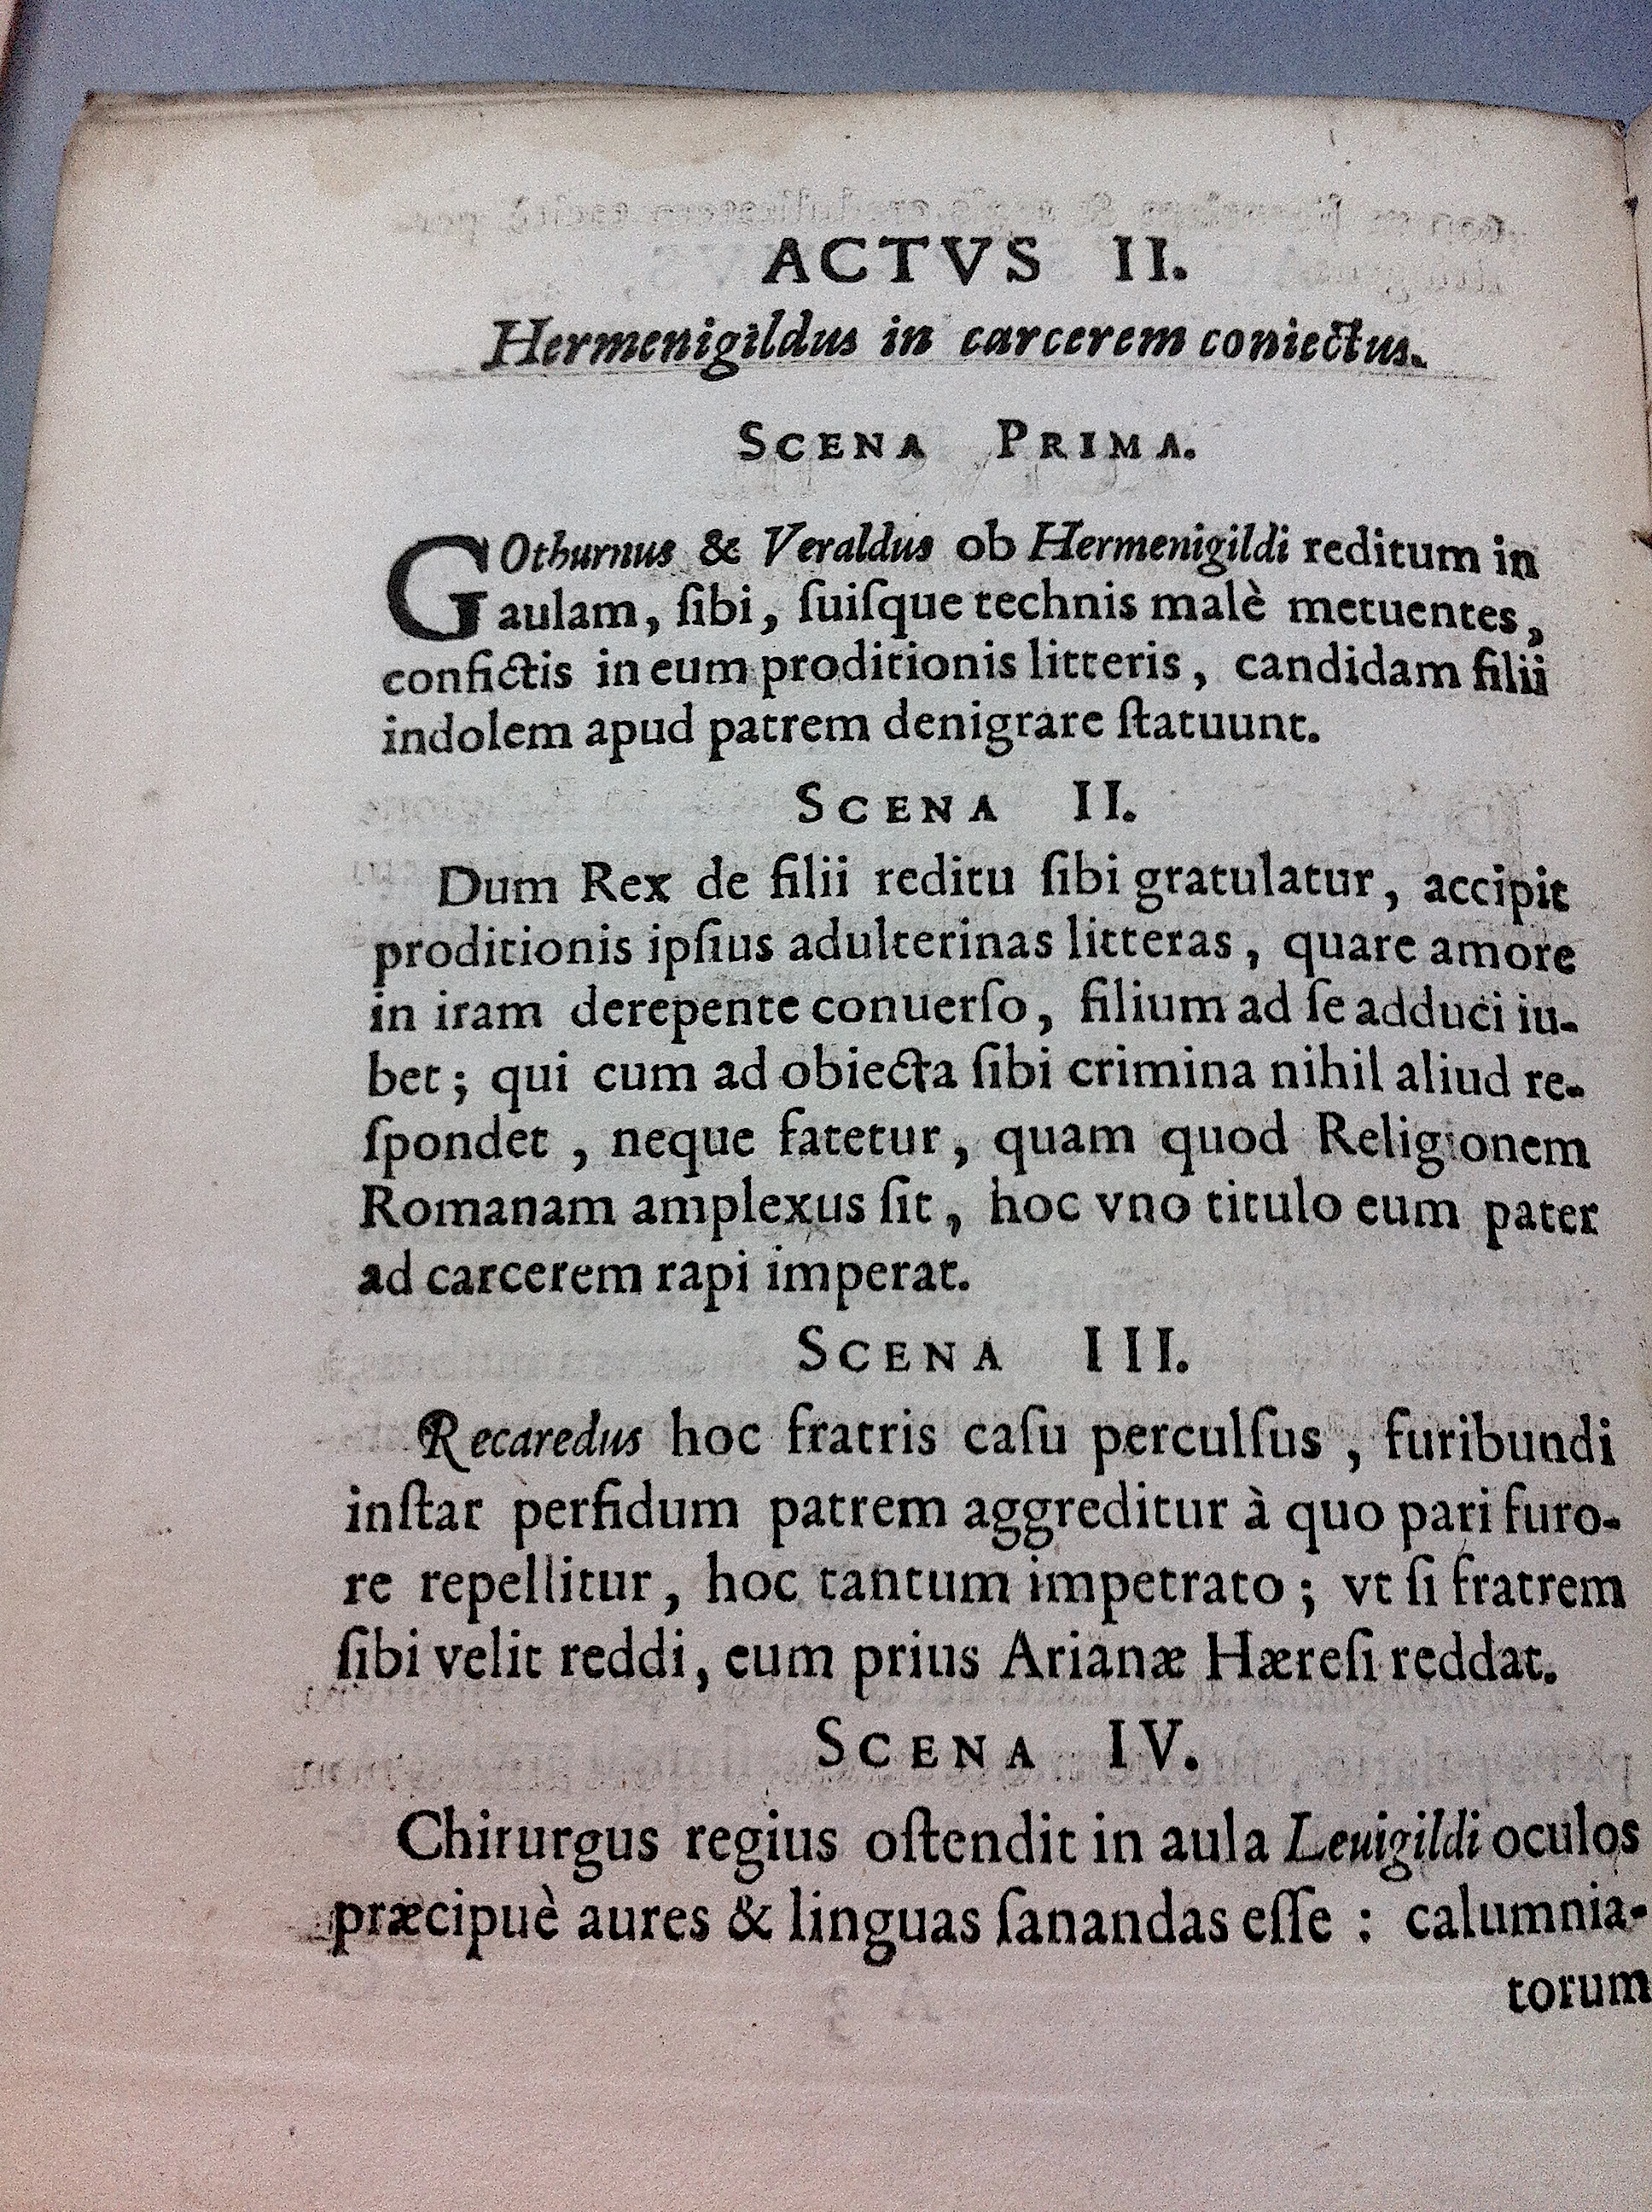 ACTVS II.
Hermenigildus in carcerem coniectus.
SCENA PRIMA.
GOthurnus & Veraldus ob Hermenigildi reditum in
aulam, ſibi, ſuiſque technis malè metuentes,
confictis in eum proditionis litteris, candidam filii
indolem apud patrem denigrare ſtatuunt.
SCENA II.
Dum Rex de filii reditu ſibi gratulatur, accipit
proditionis ipſius adulterinas litteras, quare amore
in iram derepente conuerſo, filium ad ſe adduci iu-
bet; qui cum ad obiecta ſibi crimina nihil aliud re-
ſpondet, neque fatetur, quam quod Religionem
Romanam amplexus ſit, hoc vno titulo eum pater
ad carcerem rapi imperat.
SCENA III.
Recaredus hoc fratris caſu perculſus, furibundi
inſtar perfidum patrem aggreditur à quo pari furo-
re repellitur, hoc tantum impetrato; vt ſi fratrem
ſibi velit reddi, eum prius Arianæ Hæreſi reddat.
SCENA IV.
Chirurgus regius oſtendit in aula Leuigildi oculos
præcipuè aures & linguas ſanandas eſſe: calumnia-
torum